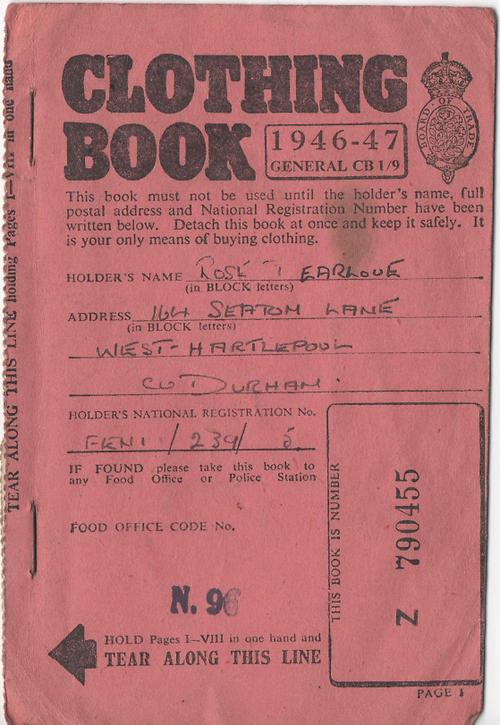 CLOTHING
BOOK
1946-47
GENERAL CB 1/9
BOARD OF TRADE
This book must not be used until the holder's name, full
postal address and National Registration Number have been
written below. Detach this book at once and keep it safely. It
is your only means of buying clothing.
HOLDER'S NAME ROSE T EARLOVE
(in BLOCK letters)
ADDRESS 164 SEATON LANE
(in BLOCK letters)
WEST-HARTLEPOOL
CO DURHAM.
HOLDER'S NATIONAL REGISTRATION No.
/ 239/ 5.
IF FOUND please take this book to
any Food Office or Police Station
FOOD OFFICE CODE No.
N. 96
HOLD Pages I—VIII in one hand and
TEAR ALONG THIS LINE
THIS BOOK IS NUMBER
Z 790455
PAGE I
TEAR ALONG THIS LINE holding Pages I—VIII in one hand